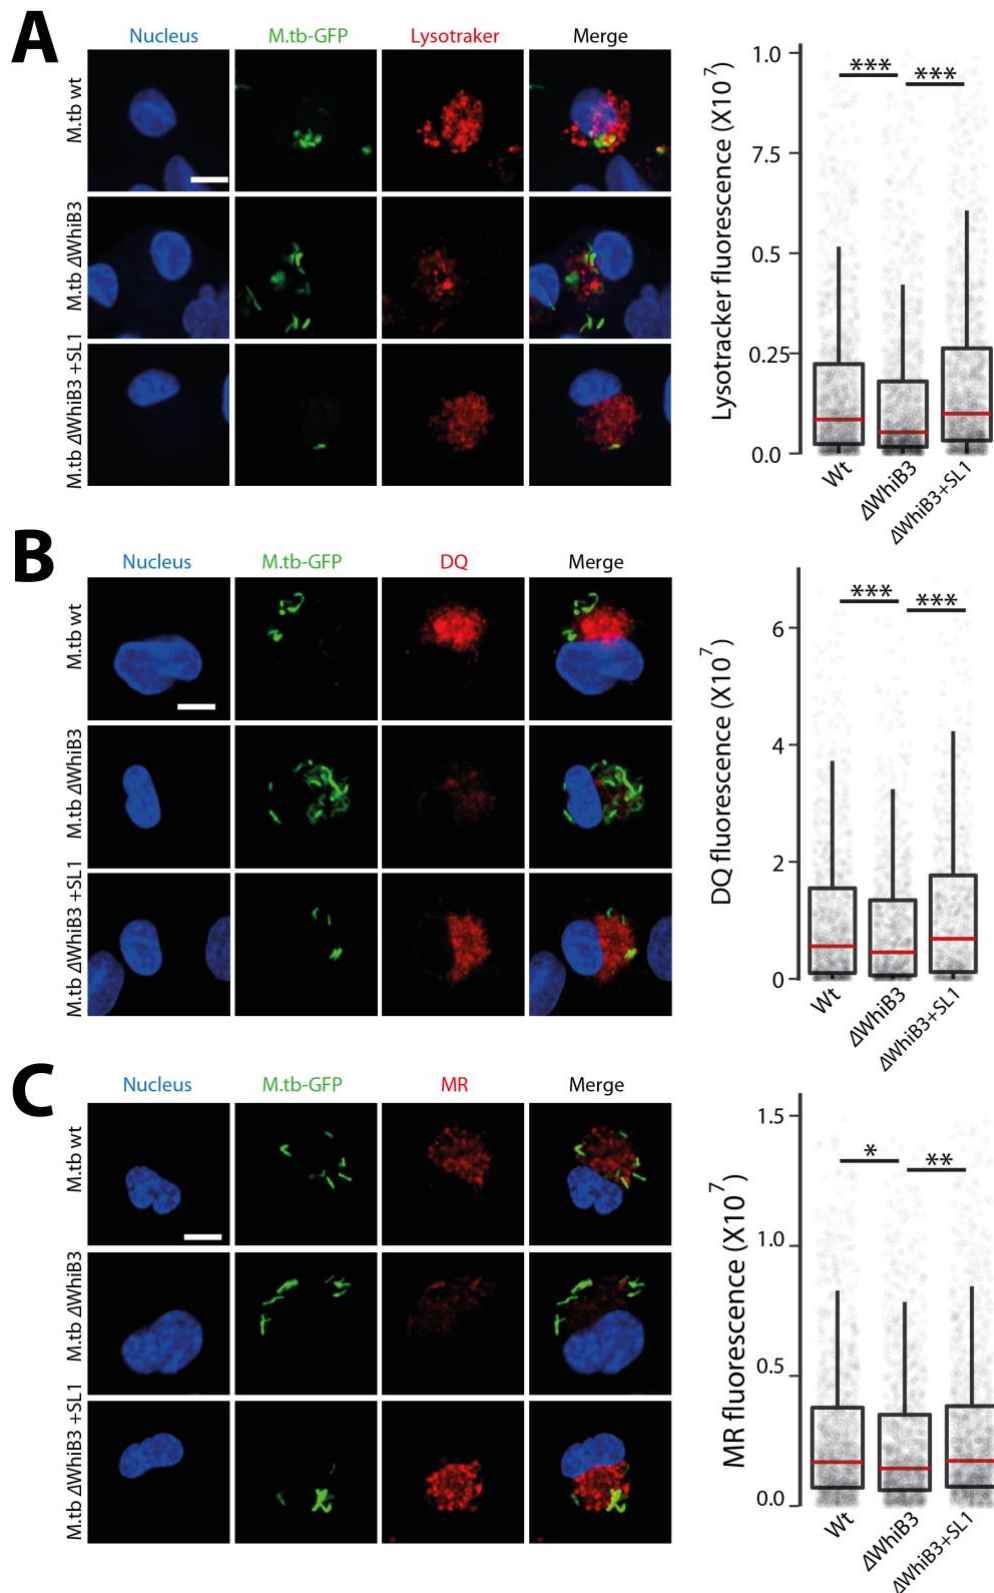 A
Nucleus M.tb-GFP Lysotraker Merge
M.tb wt
M.tb ΔWhiB3
M.tb ΔWhiB3 +SL1
Lysotracker fluorescence (X10⁷)
1.0
7.5
0.5
0.25
0.0
*** ***
Wt ΔWhiB3 ΔWhiB3+SL1
B
Nucleus M.tb-GFP DQ Merge
M.tb wt
M.tb ΔWhiB3
M.tb ΔWhiB3 +SL1
DQ fluorescence (X10⁷)
6
4
2
0
*** ***
Wt ΔWhiB3 ΔWhiB3+SL1
C
Nucleus M.tb-GFP MR Merge
M.tb wt
M.tb ΔWhiB3
M.tb ΔWhiB3 +SL1
MR fluorescence (X10⁷)
1.5
1.0
0.5
0.0
* **
Wt ΔWhiB3 ΔWhiB3+SL1